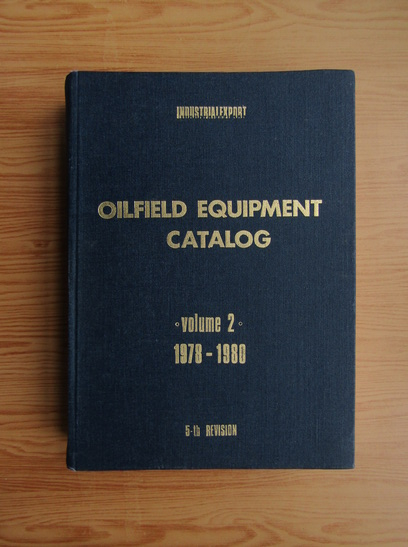 INDUSTRIALEXPORT
OILFIELD EQUIPMENT
CATALOG
volume 2
1978-1980
5-th REVISION